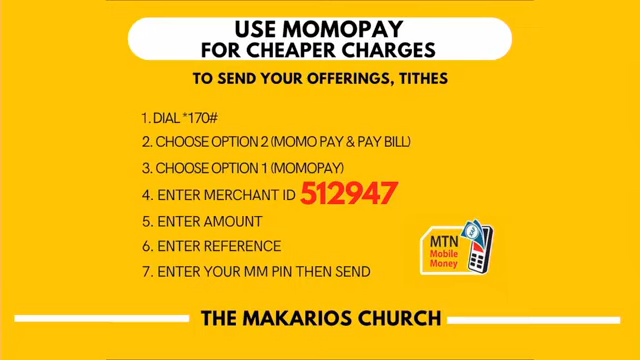 USE MOMOPAY
FOR CHEAPER CHARGES
TO SEND YOUR OFFERINGS, TITHES
1. DIAL *170#
2. CHOOSE OPTION 2 (MOMO PAY & PAY BILL)
3. CHOOSE OPTION 1 (MOMOPAY)
4. ENTER MERCHANT ID 512947
5. ENTER AMOUNT
6. ENTER REFERENCE
7. ENTER YOUR MM PIN THEN SEND
MTN
Mobile
Money
THE MAKARIOS CHURCH